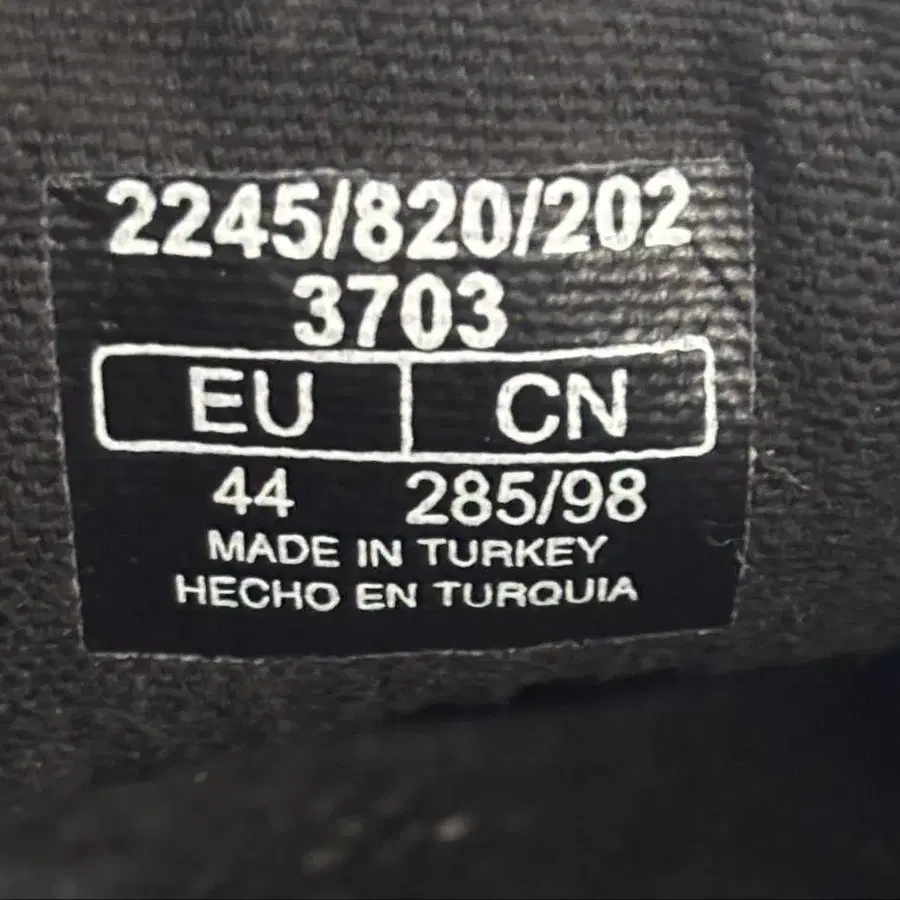 2245/820/202
3703
EU CN
44 285/98
MADE IN TURKEY
HECHO EN TURQUIA